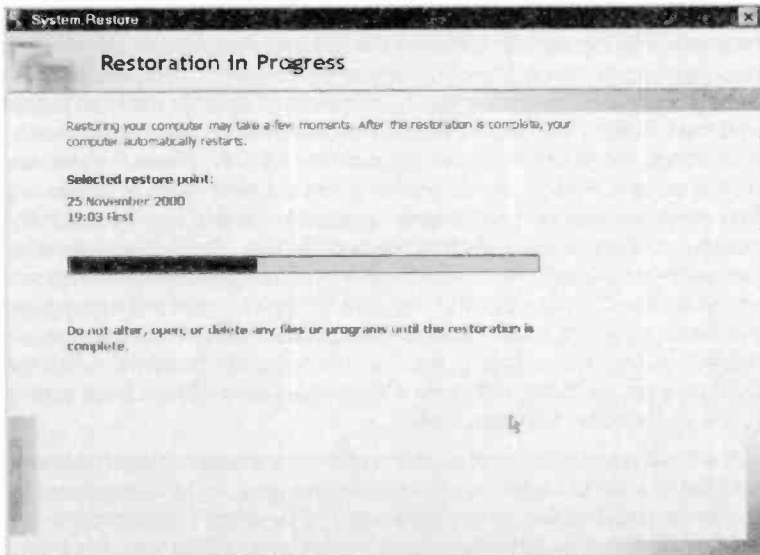 System Restore
Restoration in Progress
Restoring your computer may take a few moments. After the restoration is complete, your
computer automatically restarts.
Selected restore point:
25 November 2000
19:03 First
Do not alter, open, or delete any files or programs until the restoration is
complete.